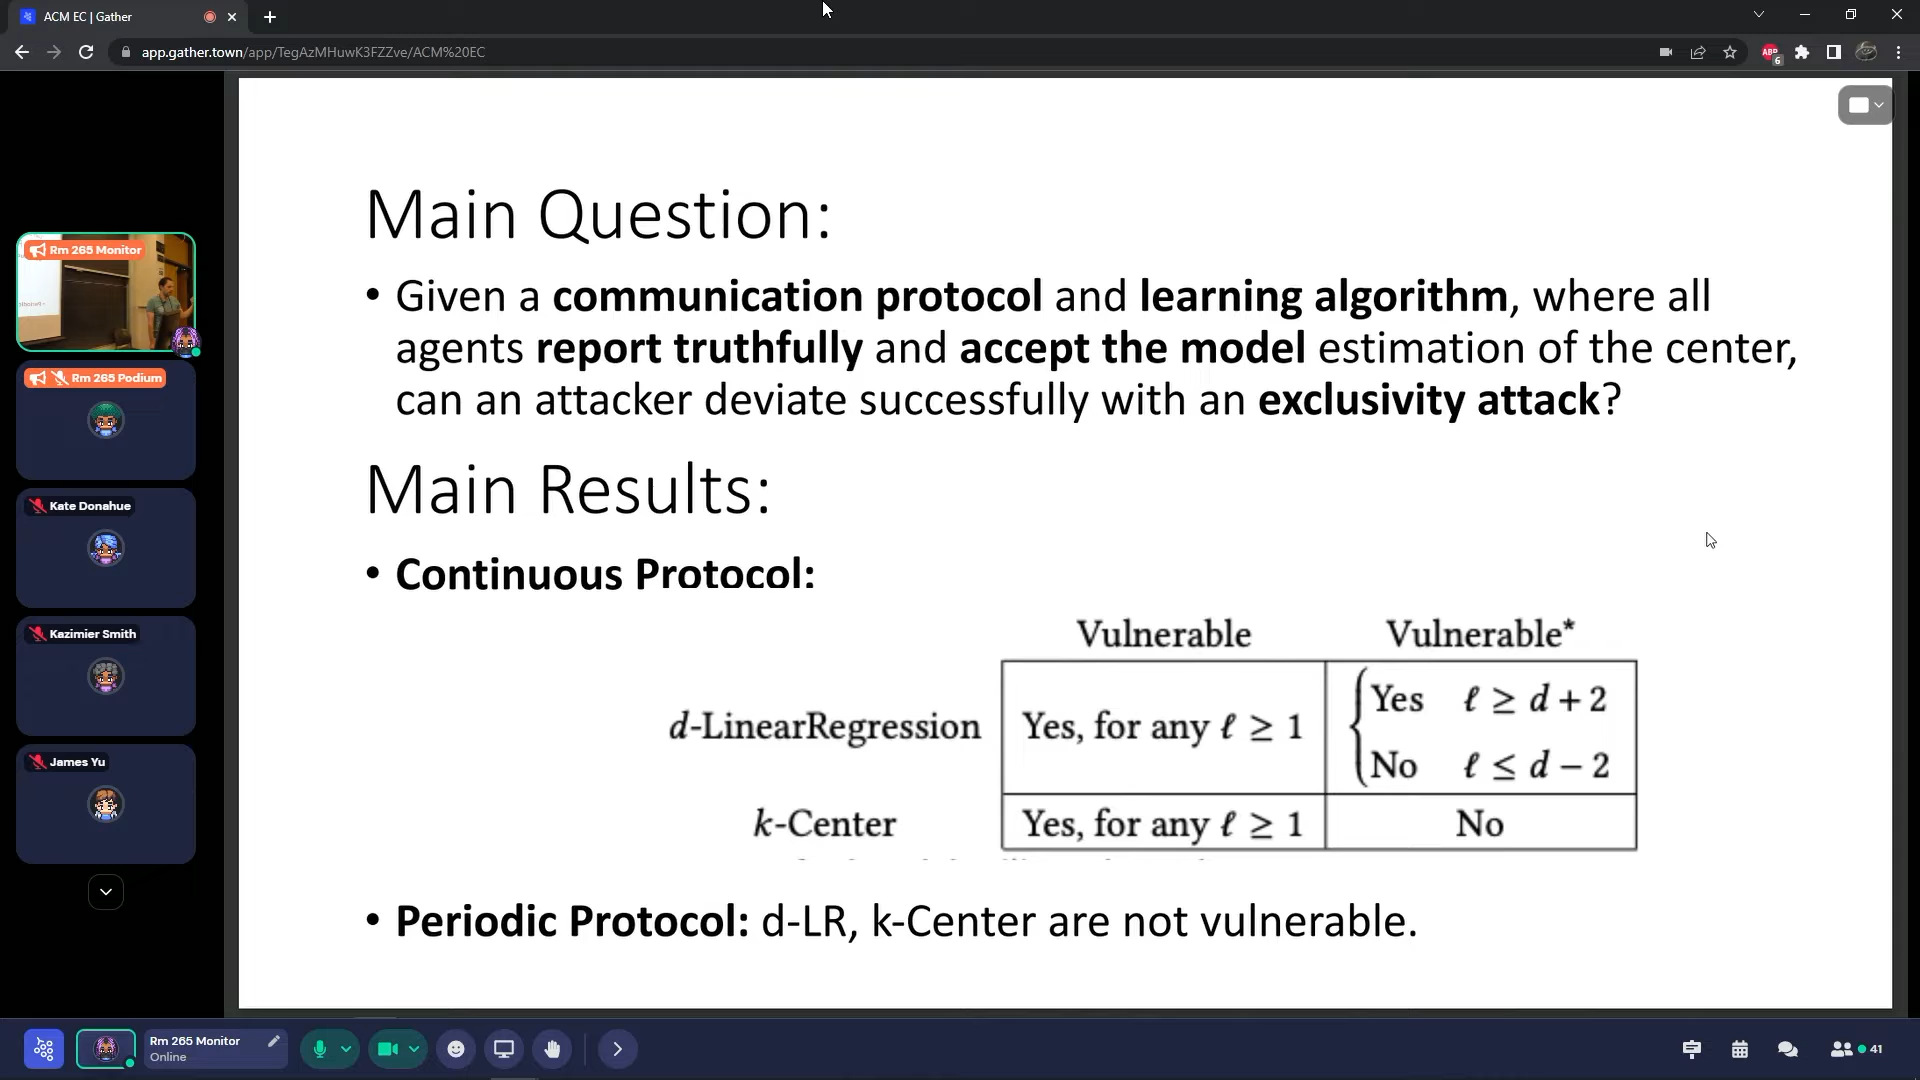 ACM EC | Gather
app.gather.town/app/TegAzMHuwK3FZZve/ACM%20EC
ABP
6
Rm 265 Monitor
Rm 265 Podium
Kate Donahue
Kazimier Smith
James Yu
Main Question:
• Given a communication protocol and learning algorithm, where all
agents report truthfully and accept the model estimation of the center,
can an attacker deviate successfully with an exclusivity attack?
Main Results:
• Continuous Protocol:
Vulnerable Vulnerable*
d-LinearRegression Yes, for any ℓ ≥ 1 Yes ℓ ≥ d + 2
No ℓ ≤ d − 2
k-Center Yes, for any ℓ ≥ 1 No
• Periodic Protocol: d-LR, k-Center are not vulnerable.
Rm 265 Monitor
Online
41